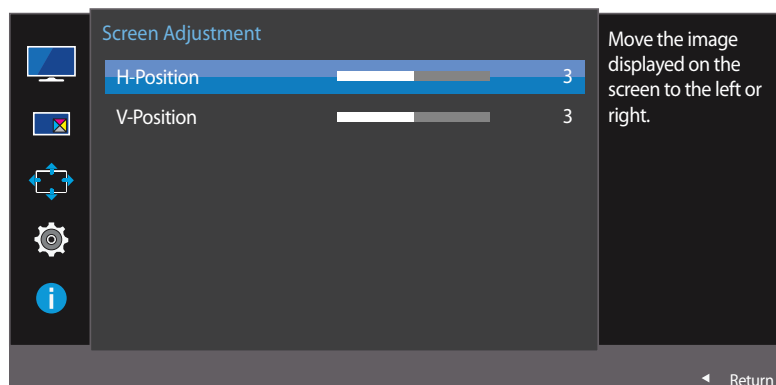 Screen Adjustment
H-Position 3
V-Position 3
Move the image
displayed on the
screen to the left or
right.
Return